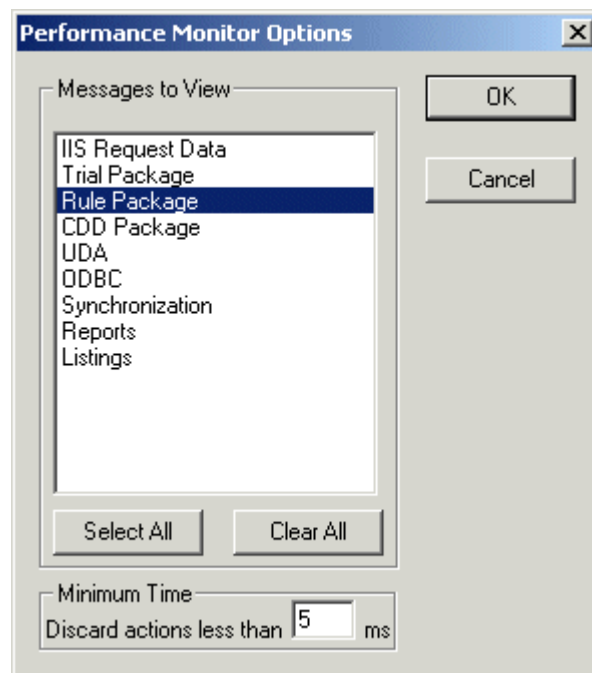 Performance Monitor Options
Messages to View
IIS Request Data
Trial Package
Rule Package
CDD Package
UDA
ODBC
Synchronization
Reports
Listings
Select All
Clear All
OK
Cancel
Minimum Time
Discard actions less than 5 ms